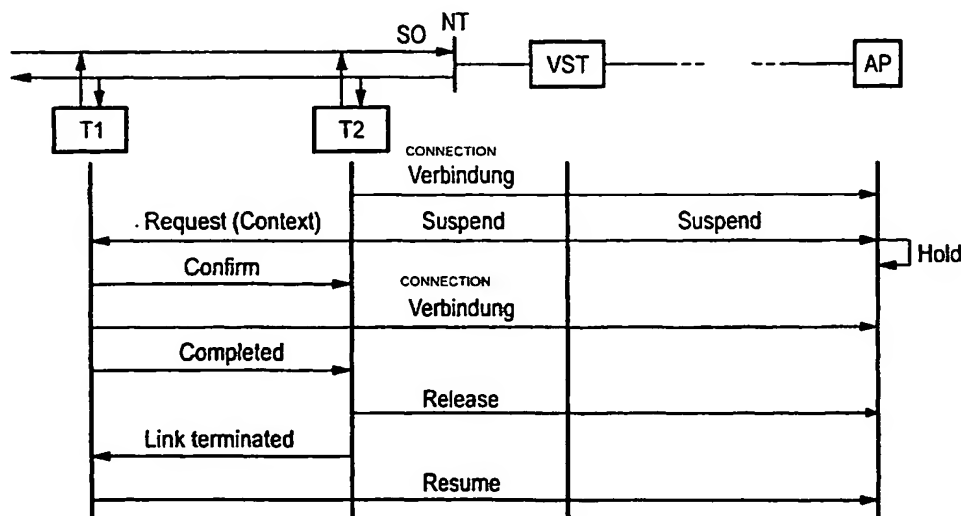 SO
NT
VST
AP
T1
T2
CONNECTION
Verbindung
Request (Context)
Suspend
Suspend
Hold
Confirm
CONNECTION
Verbindung
Completed
Release
Link terminated
Resume